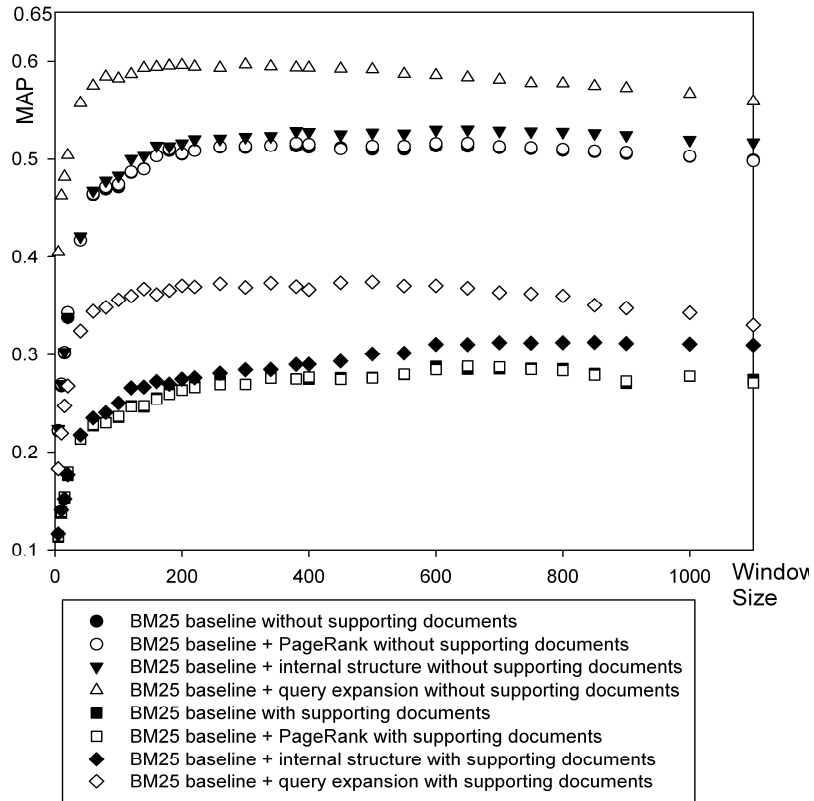 0.65
0.6
MAP
0.5
0.4
0.3
0.2
0.1
0 200 400 600 800 1000 Window
Size
BM25 baseline without supporting documents
BM25 baseline + PageRank without supporting documents
BM25 baseline + internal structure without supporting documents
BM25 baseline + query expansion without supporting documents
BM25 baseline with supporting documents
BM25 baseline + PageRank with supporting documents
BM25 baseline + internal structure with supporting documents
BM25 baseline + query expansion with supporting documents